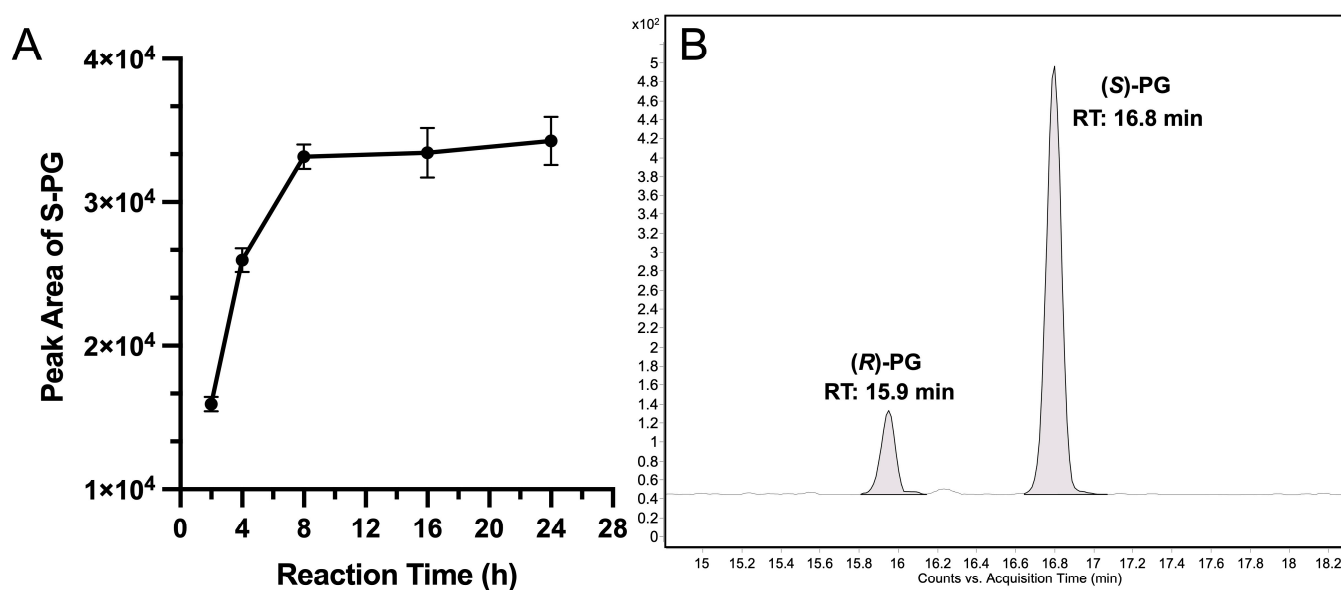 A
4×10⁴
3×10⁴
2×10⁴
1×10⁴
Peak Area of S-PG
0 4 8 12 16 20 24 28
Reaction Time (h)
B
x10²
5
4.8
4.6
4.4
4.2
4
3.8
3.6
3.4
3.2
3
2.8
2.6
2.4
2.2
2
1.8
1.6
1.4
1.2
1
0.8
0.6
0.4
0.2
0
(S)-PG
RT: 16.8 min
(R)-PG
RT: 15.9 min
15 15.2 15.4 15.6 15.8 16 16.2 16.4 16.6 16.8 17 17.2 17.4 17.6 17.8 18 18.2
Counts vs. Acquisition Time (min)